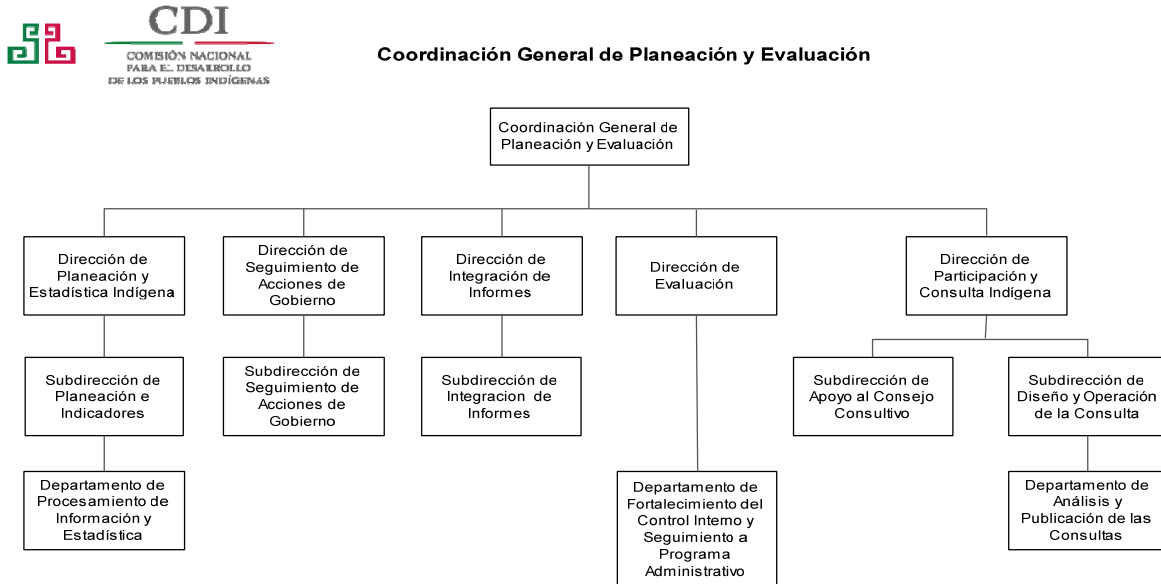 CDI
COMISIÓN NACIONAL
PARA EL DESARROLLO
DE LOS PUEBLOS INDÍGENAS
Coordinación General de Planeación y Evaluación
Coordinación General de
Planeación y Evaluación
Dirección de
Planeación y
Estadística Indígena
Dirección de
Seguimiento de
Acciones de
Gobierno
Dirección de
Integración de
Informes
Dirección de
Evaluación
Dirección de
Participación y
Consulta Indígena
Subdirección de
Planeación e
Indicadores
Subdirección de
Seguimiento de
Acciones de
Gobierno
Subdirección de
Integracion de
Informes
Subdirección de
Apoyo al Consejo
Consultivo
Subdirección de
Diseño y Operación
de la Consulta
Departamento de
Procesamiento de
Información y
Estadística
Departamento de
Fortalecimiento del
Control Interno y
Seguimiento a
Programa
Administrativo
Departamento de
Análisis y
Publicación de las
Consultas